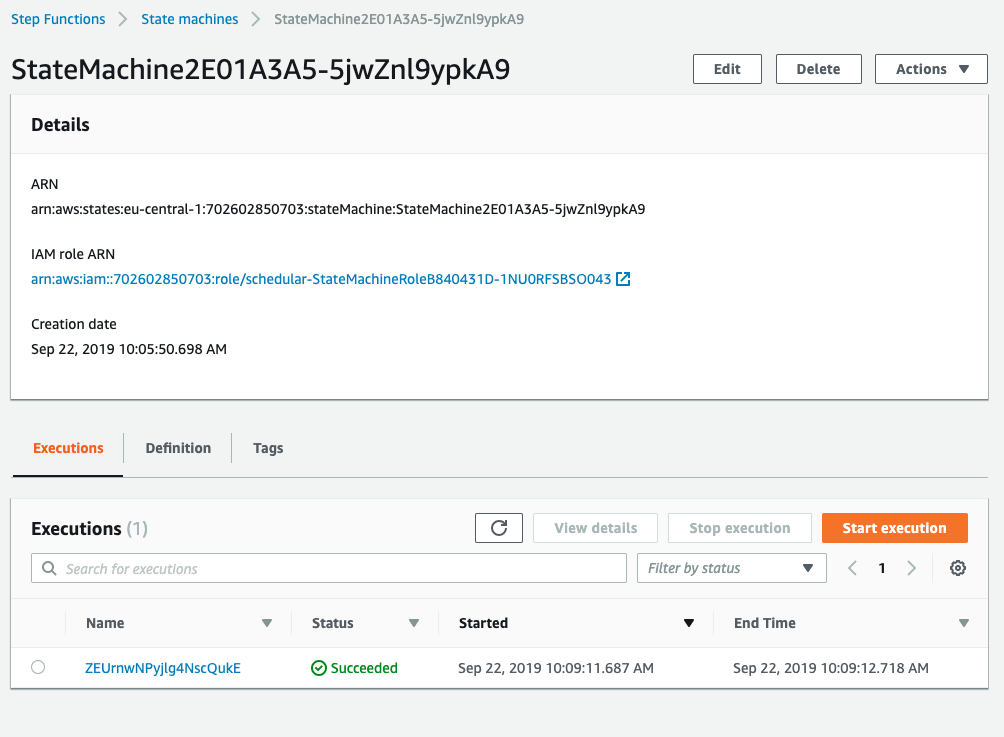 Step Functions > State machines > StateMachine2E01A3A5-5jwZnl9ypkA9
StateMachine2E01A3A5-5jwZnl9ypkA9
Edit Delete Actions
Details
ARN
arn:aws:states:eu-central-1:702602850703:stateMachine:StateMachine2E01A3A5-5jwZnl9ypkA9
IAM role ARN
arn:aws:iam::702602850703:role/schedular-StateMachineRoleB840431D-1NU0RFSBSO043
Creation date
Sep 22, 2019 10:05:50.698 AM
Executions Definition Tags
Executions (1)
View details Stop execution Start execution
Search for executions Filter by status 1
Name Status Started End Time
ZEUrnwNPyjlg4NscQukE Succeeded Sep 22, 2019 10:09:11.687 AM Sep 22, 2019 10:09:12.718 AM